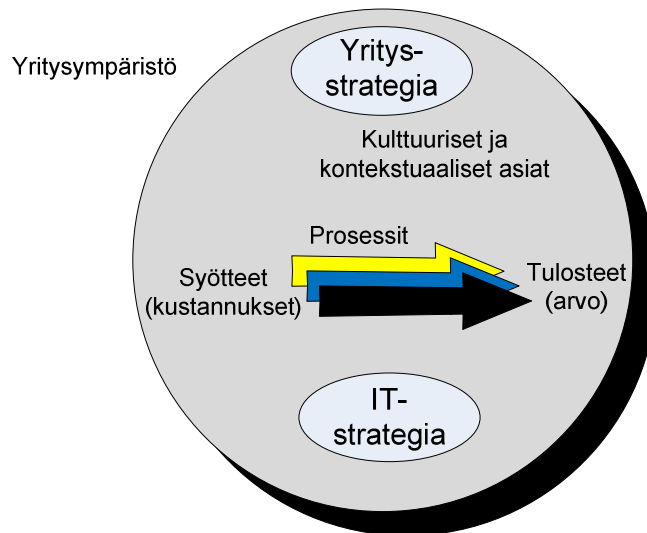 Yritysympäristö
Yritys-
strategia
Kulttuuriset ja
kontekstuaaliset asiat
Prosessit
Syötteet
(kustannukset)
Tulosteet
(arvo)
IT-
strategia